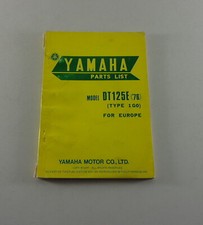 YAMAHA
PARTS LIST
MODEL DT125E ('76)
(TYPE 1G0)
FOR EUROPE
YAMAHA MOTOR CO., LTD.